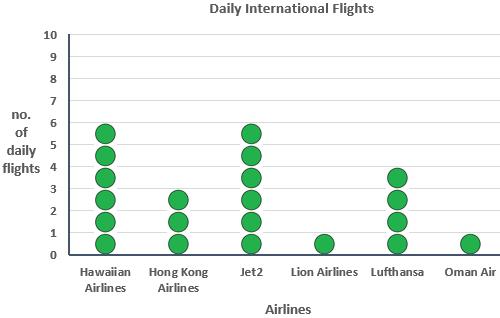 Daily International Flights
10
9
8
7
6
5
4
3
2
1
0
no.
of
daily
flights
Hawaiian
Airlines
Hong Kong
Airlines
Jet2
Lion Airlines
Lufthansa
Oman Air
Airlines